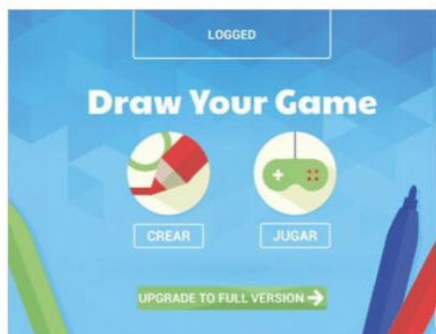 LOGGED
Draw Your Game
CREAR
JUGAR
UPGRADE TO FULL VERSION